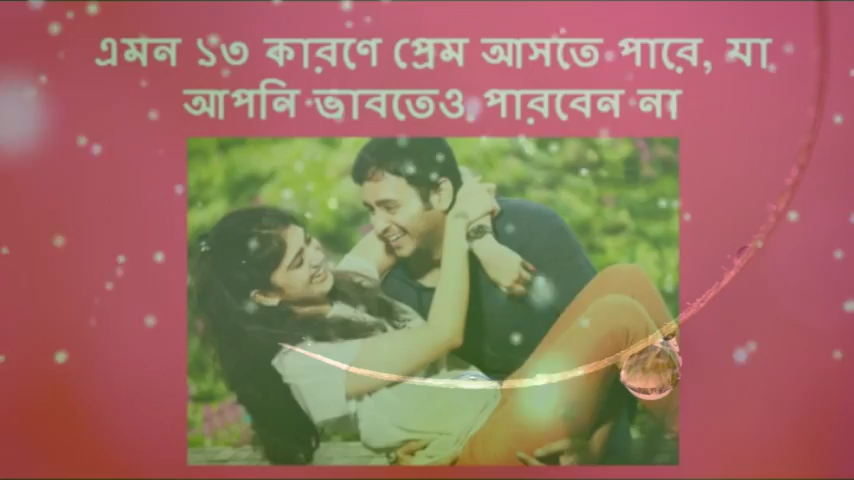 এমন ১৩ কারণে প্রেম আসতে পারে, যা
আপনি ভাবতেও পারবেন না